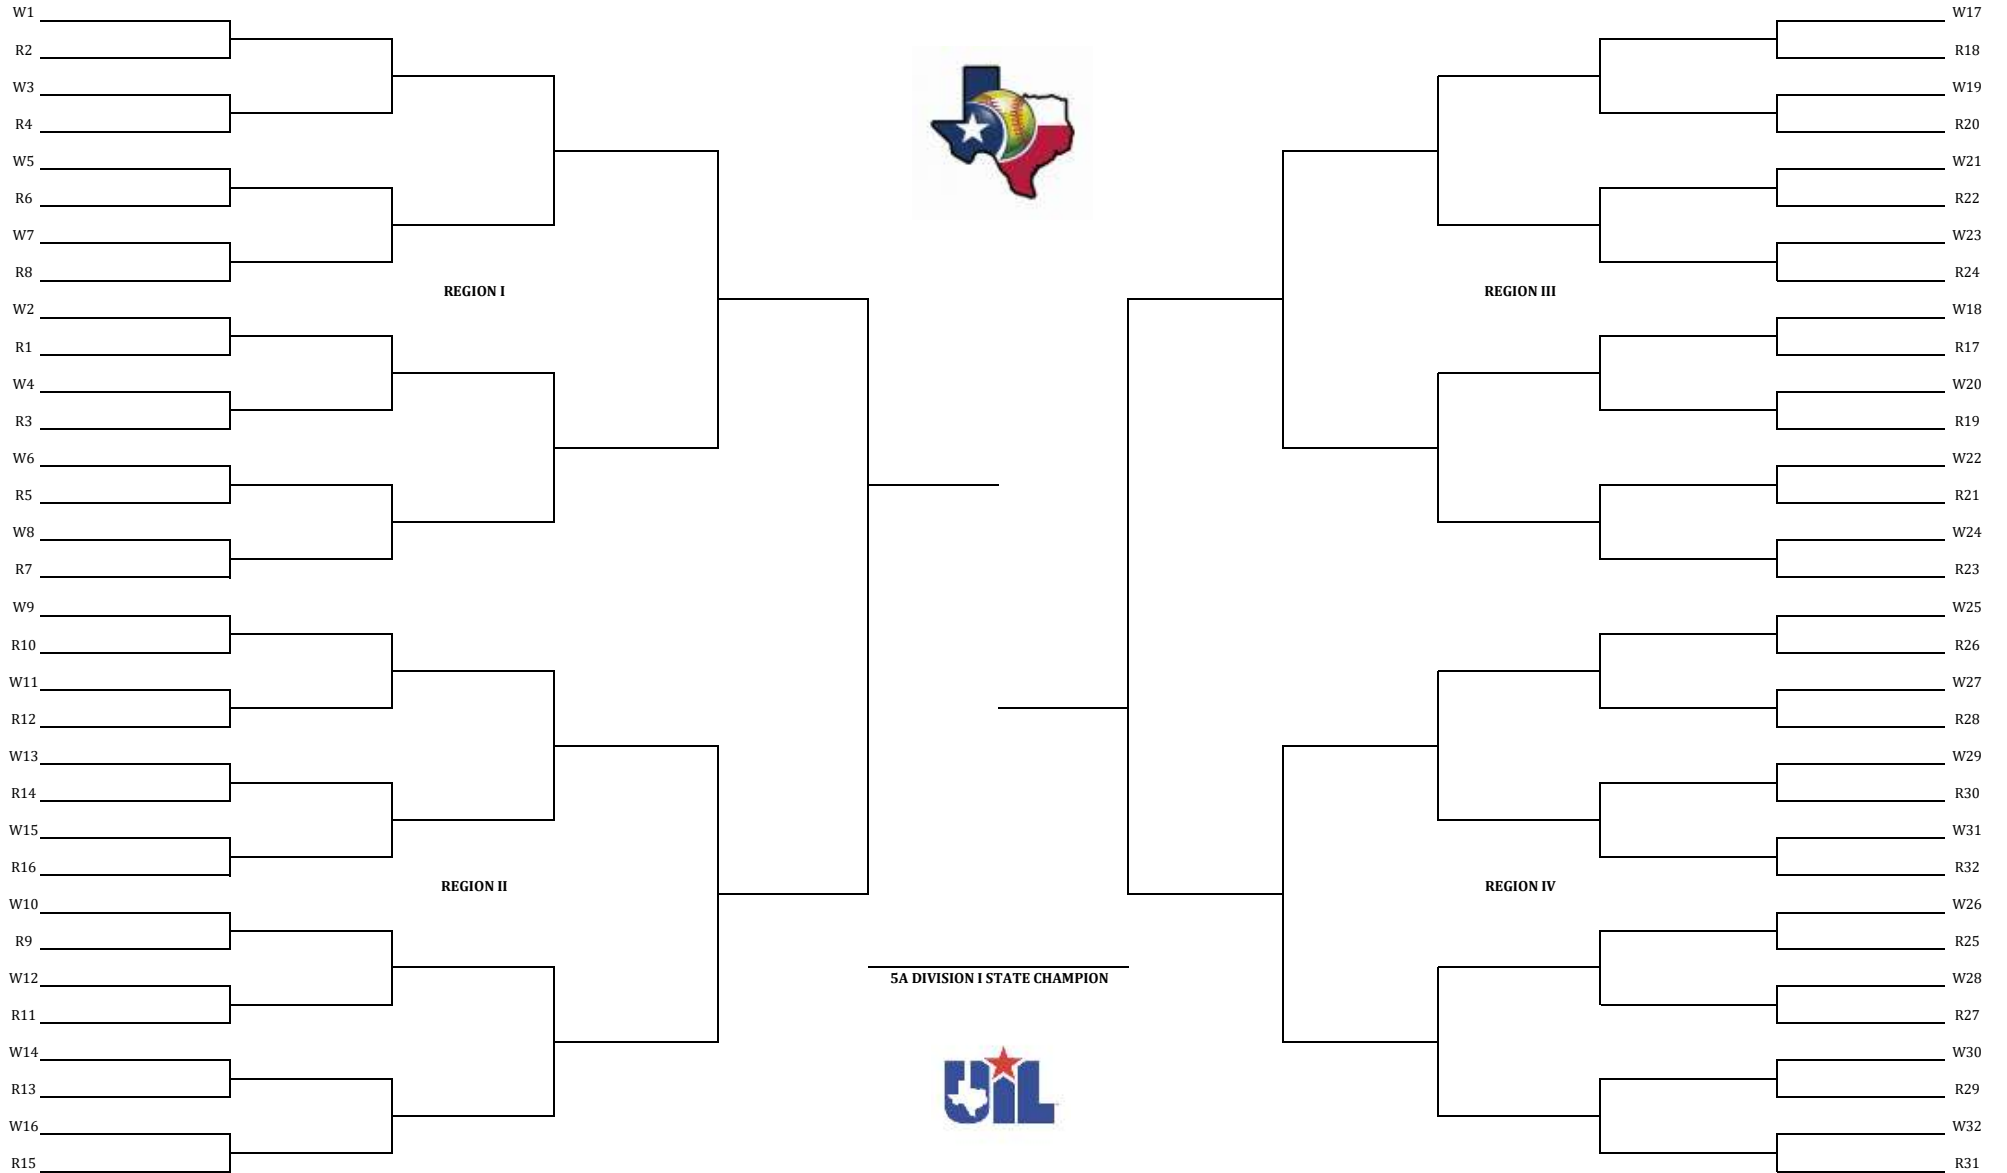 W1
R2
W3
R4
W5
R6
W7
R8
REGION I
W2
R1
W4
R3
W6
R5
W8
R7
W9
R10
W11
R12
W13
R14
W15
R16
REGION II
W10
R9
W12
R11
W14
R13
W16
R15
5A DIVISION I STATE CHAMPION
UIL
W17
R18
W19
R20
W21
R22
W23
R24
REGION III
W18
R17
W20
R19
W22
R21
W24
R23
W25
R26
W27
R28
W29
R30
W31
R32
REGION IV
W26
R25
W28
R27
W30
R29
W32
R31